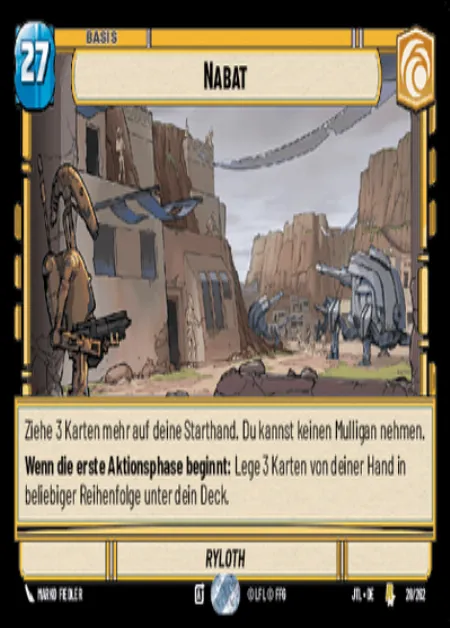 BASIS
27
NABAT
Ziehe 3 Karten mehr auf deine Starthand. Du kannst keinen Mulligan nehmen.
Wenn die erste Aktionsphase beginnt: Lege 3 Karten von deiner Hand in
beliebiger Reihenfolge unter dein Deck.
RYLOTH
MARKO FIEDLER
© LFL © FFG
JTL • DE
20/262